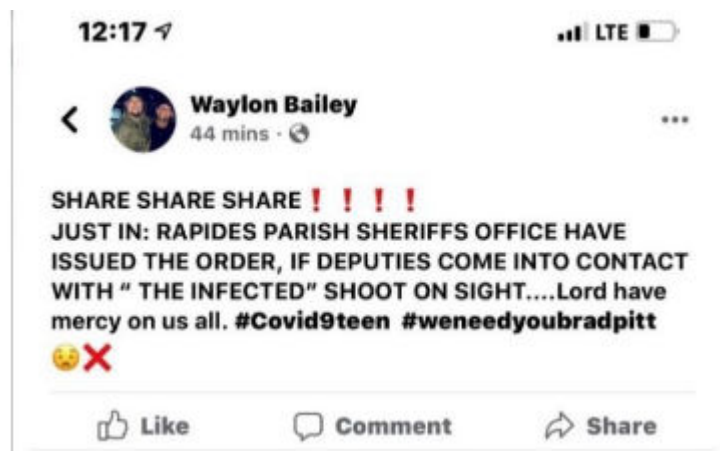 12:17 LTE
Waylon Bailey
44 mins ·
SHARE SHARE SHARE❗❗❗❗
JUST IN: RAPIDES PARISH SHERIFFS OFFICE HAVE
ISSUED THE ORDER, IF DEPUTIES COME INTO CONTACT
WITH “ THE INFECTED” SHOOT ON SIGHT....Lord have
mercy on us all. #Covid9teen #weneedyoubradpitt
😟❌
Like Comment Share